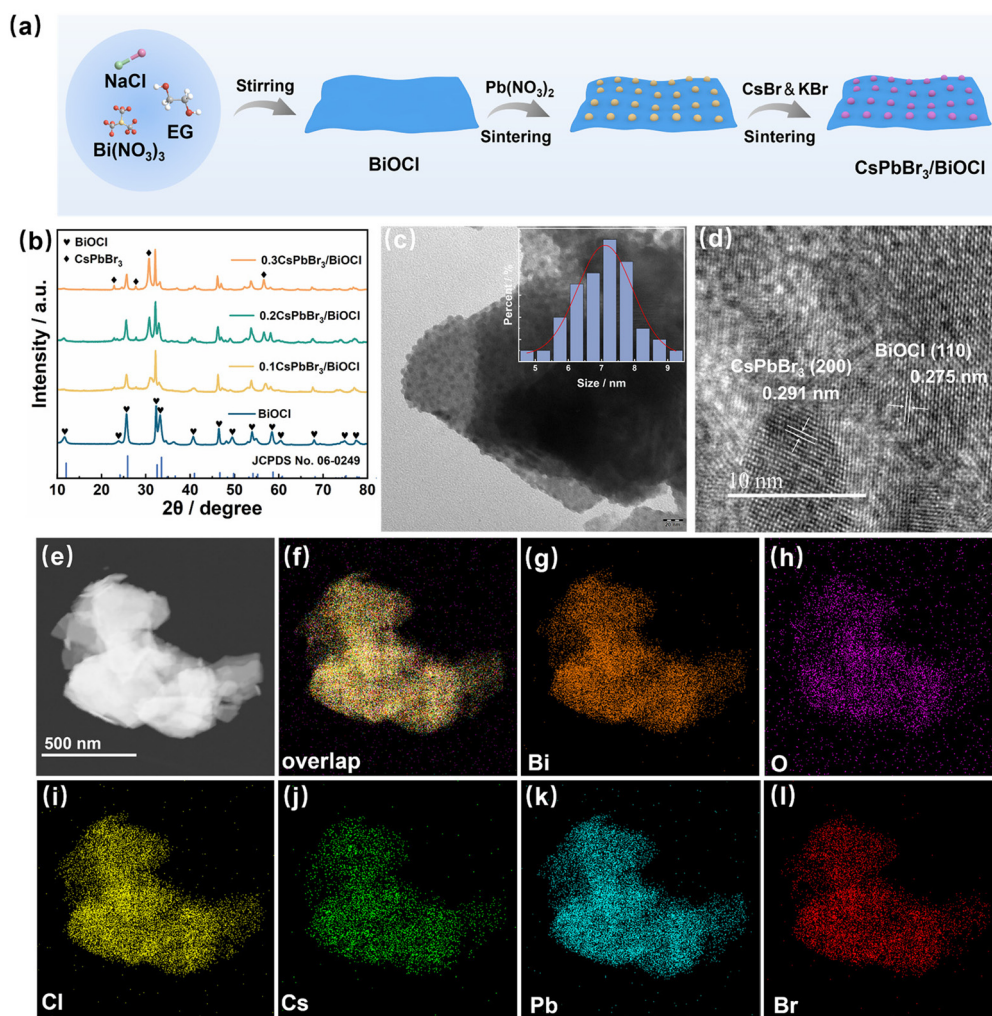 (a)
NaCl
EG
Bi(NO₃)₃
Stirring
BiOCl
Pb(NO₃)₂
Sintering
CsBr & KBr
Sintering
CsPbBr₃/BiOCl
(b)
♥ BiOCl
♦ CsPbBr₃
0.3CsPbBr₃/BiOCl
0.2CsPbBr₃/BiOCl
0.1CsPbBr₃/BiOCl
BiOCl
JCPDS No. 06-0249
Intensity / a.u.
10 20 30 40 50 60 70 80
2θ / degree
(c)
Percent / %
5 6 7 8 9
Size / nm
20 nm
(d)
CsPbBr₃ (200)
0.291 nm
BiOCl (110)
0.275 nm
10 nm
(e)
500 nm
(f)
overlap
(g)
Bi
(h)
O
(i)
Cl
(j)
Cs
(k)
Pb
(l)
Br